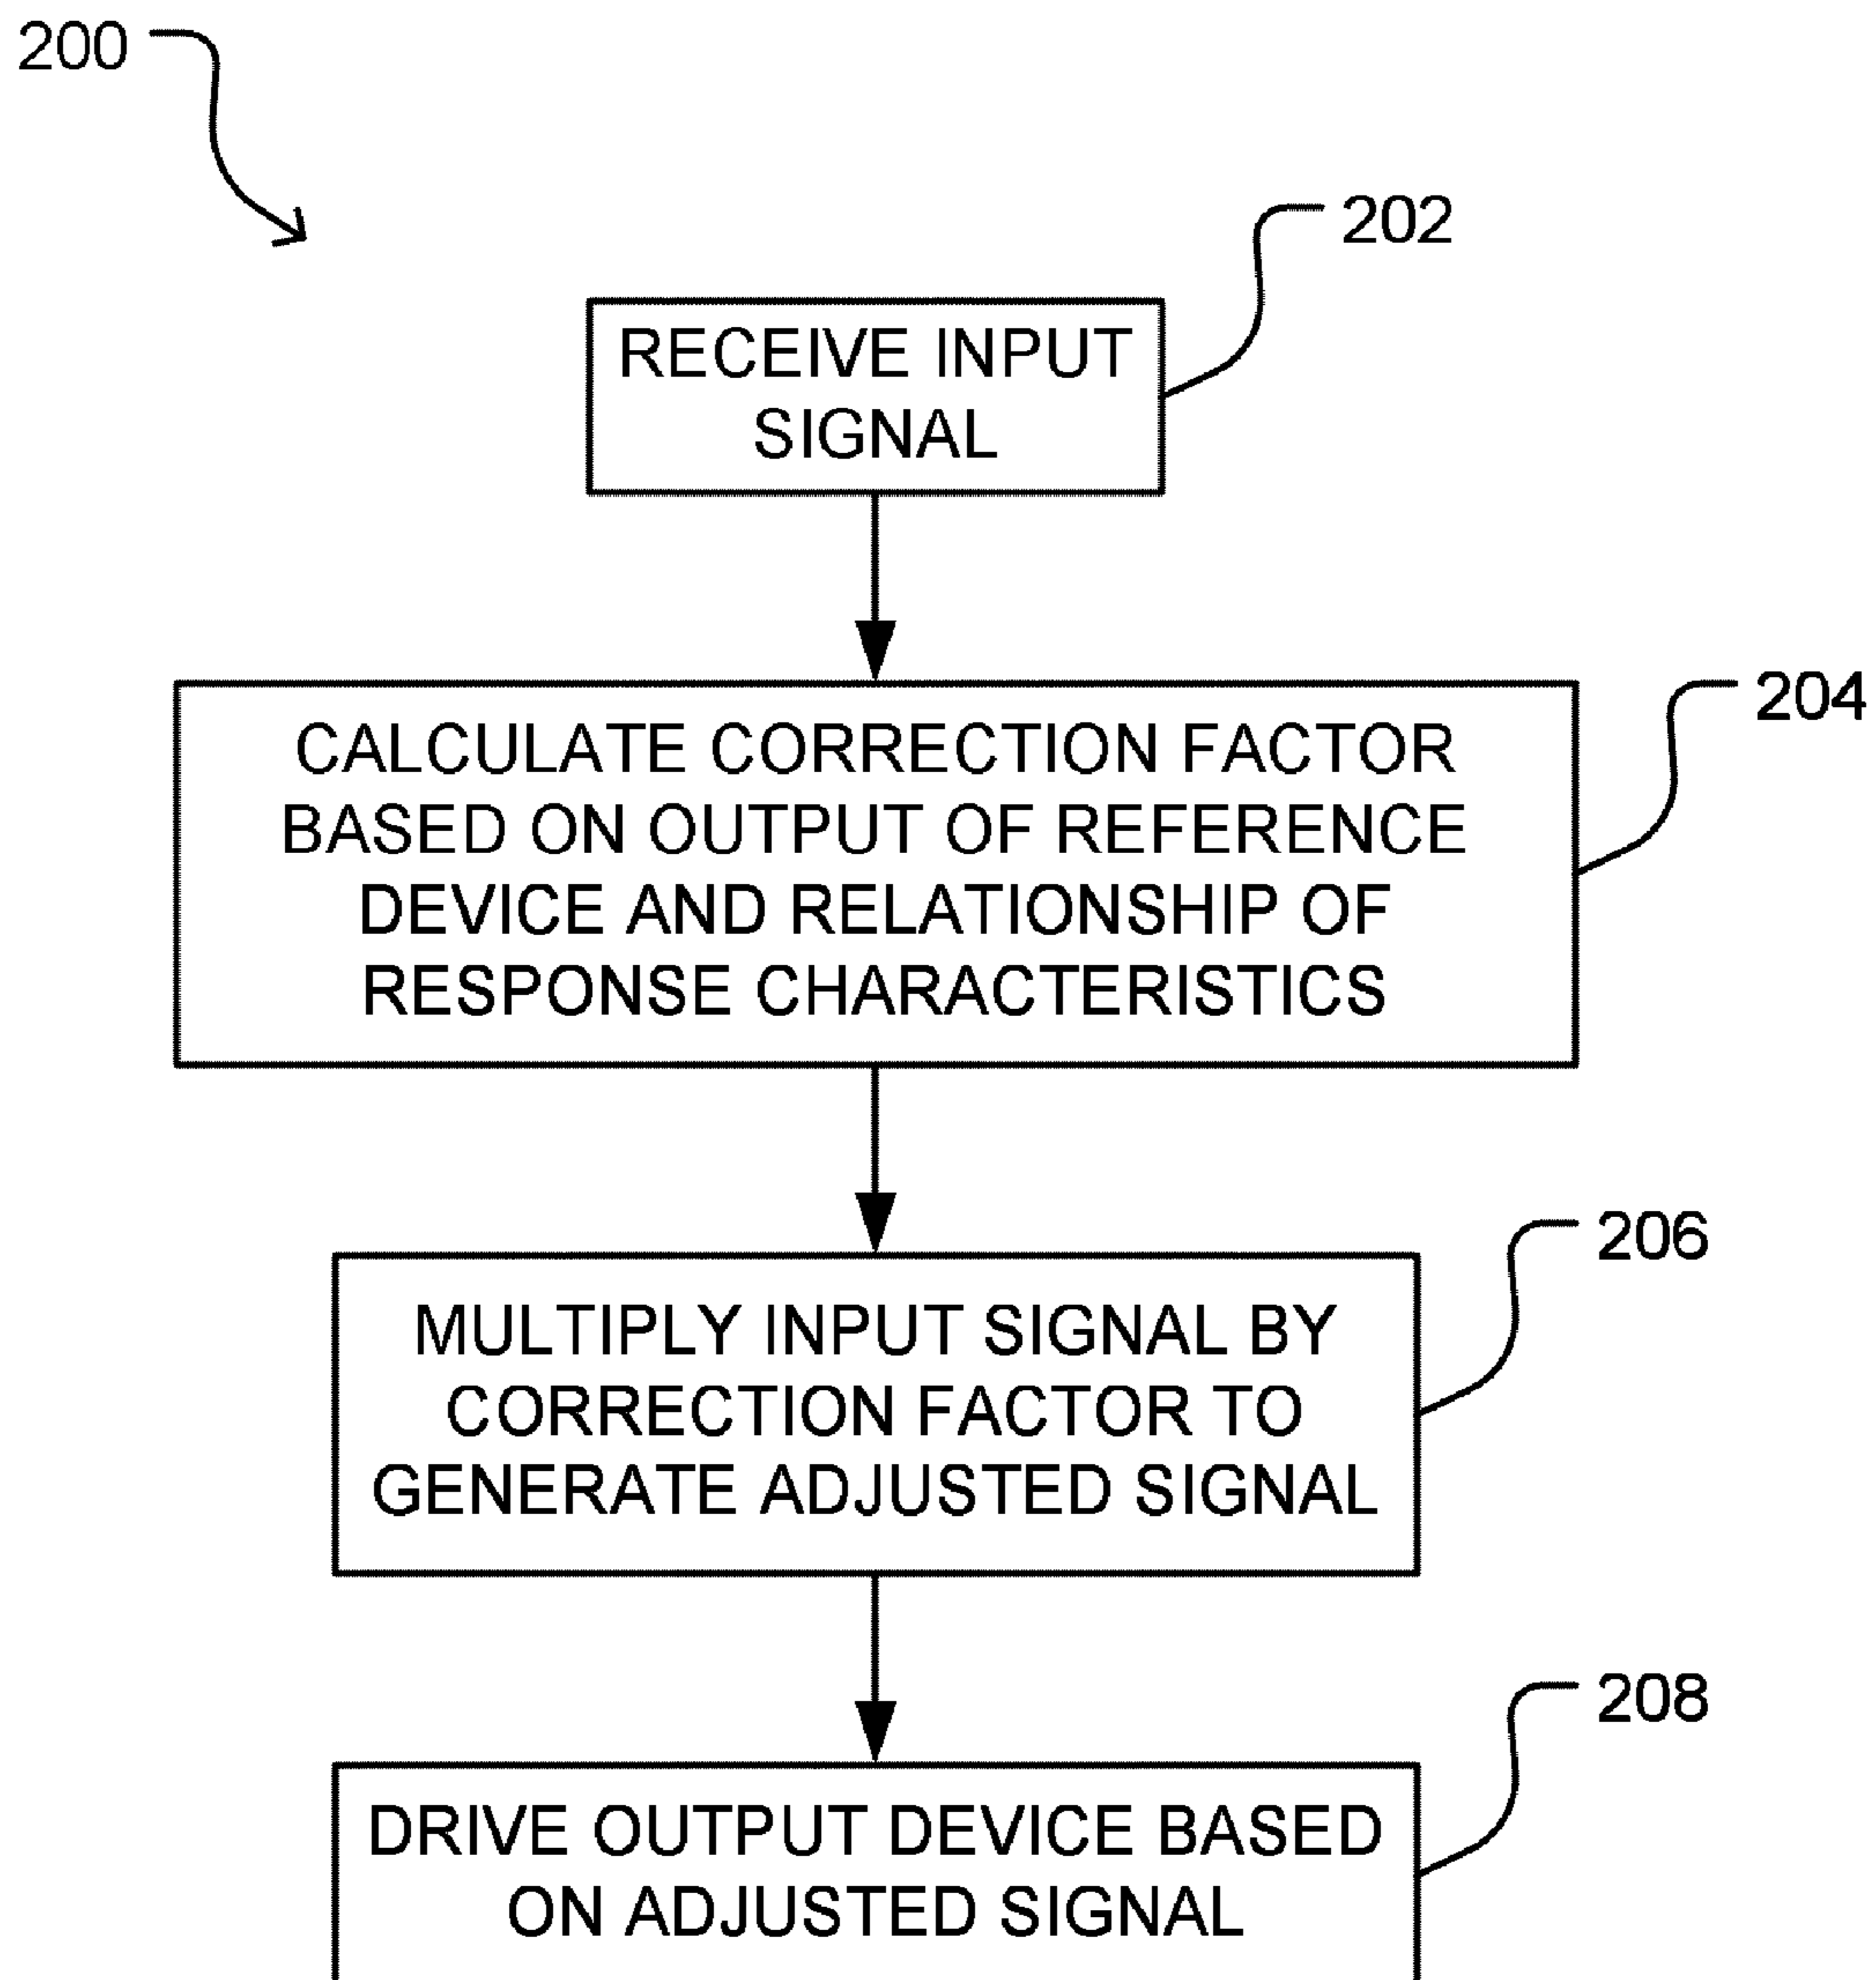 200
202
RECEIVE INPUT
SIGNAL
204
CALCULATE CORRECTION FACTOR
BASED ON OUTPUT OF REFERENCE
DEVICE AND RELATIONSHIP OF
RESPONSE CHARACTERISTICS
206
MULTIPLY INPUT SIGNAL BY
CORRECTION FACTOR TO
GENERATE ADJUSTED SIGNAL
208
DRIVE OUTPUT DEVICE BASED
ON ADJUSTED SIGNAL